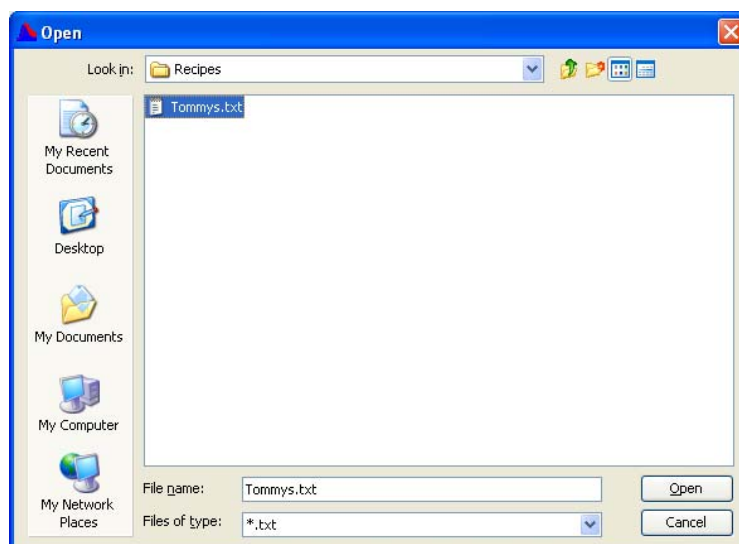 Open
Look in:
Recipes
Tommys.txt
My Recent
Documents
Desktop
My Documents
My Computer
My Network
Places
File name:
Tommys.txt
Open
Files of type:
*.txt
Cancel